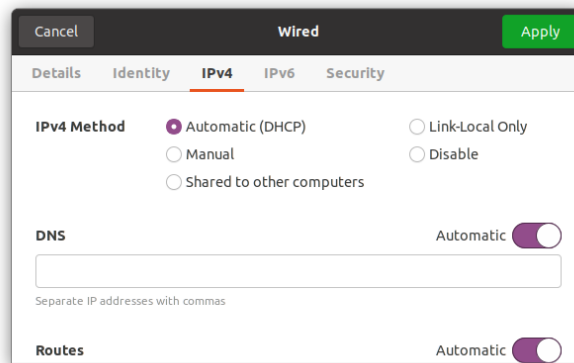 Cancel Wired Apply
Details Identity IPv4 IPv6 Security
IPv4 Method Automatic (DHCP) Link-Local Only
Manual Disable
Shared to other computers
DNS Automatic
Separate IP addresses with commas
Routes Automatic